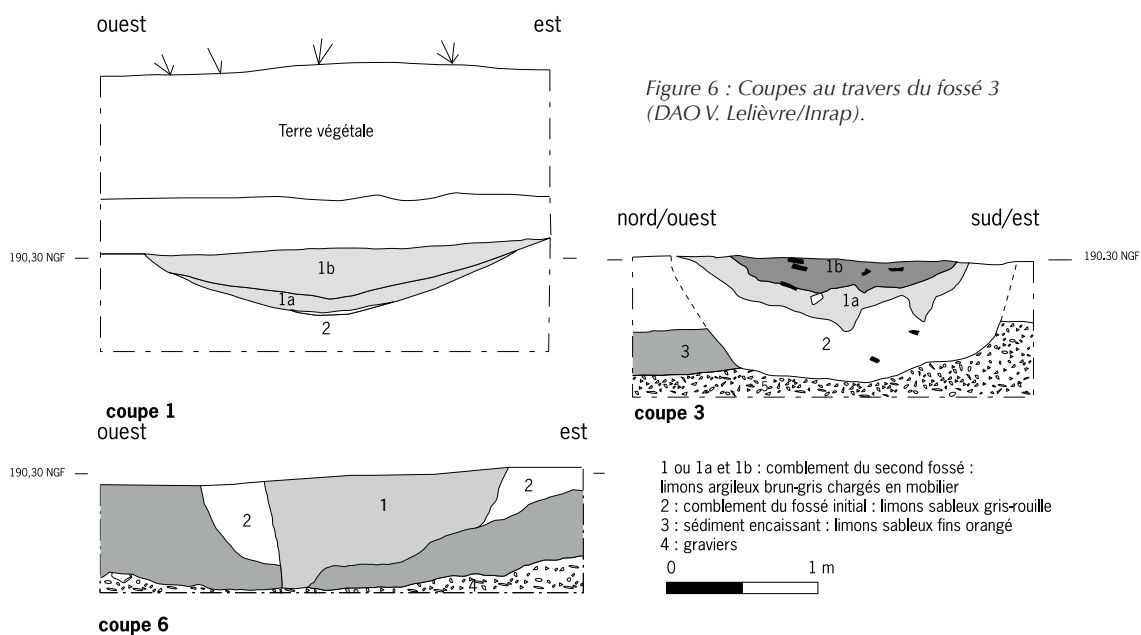 ouest est
Terre végétale
190,30 NGF
1b
1a
2
coupe 1
Figure 6 : Coupes au travers du fossé 3
(DAO V. Lelièvre/Inrap).
nord/ouest sud/est
190.30 NGF
1b
1a
2
3
5
coupe 3
ouest est
190,30 NGF
2 1 2
4
coupe 6
1 ou 1a et 1b : comblement du second fossé :
limons argileux brun-gris chargés en mobilier
2 : comblement du fossé initial : limons sableux gris-rouille
3 : sédiment encaissant : limons sableux fins orangé
4 : graviers
0 1 m